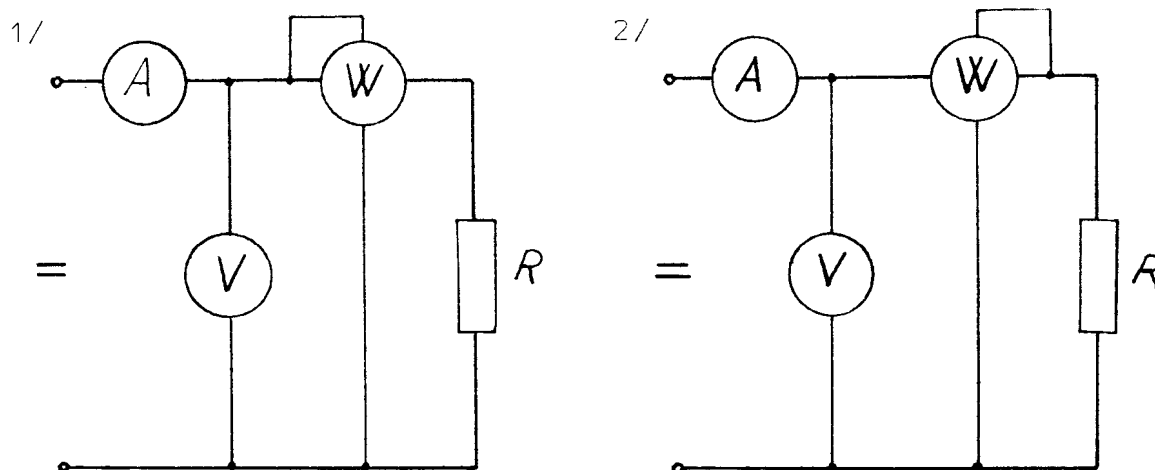 1/
A
W
V
=
R
2/
A
W
V
=
R